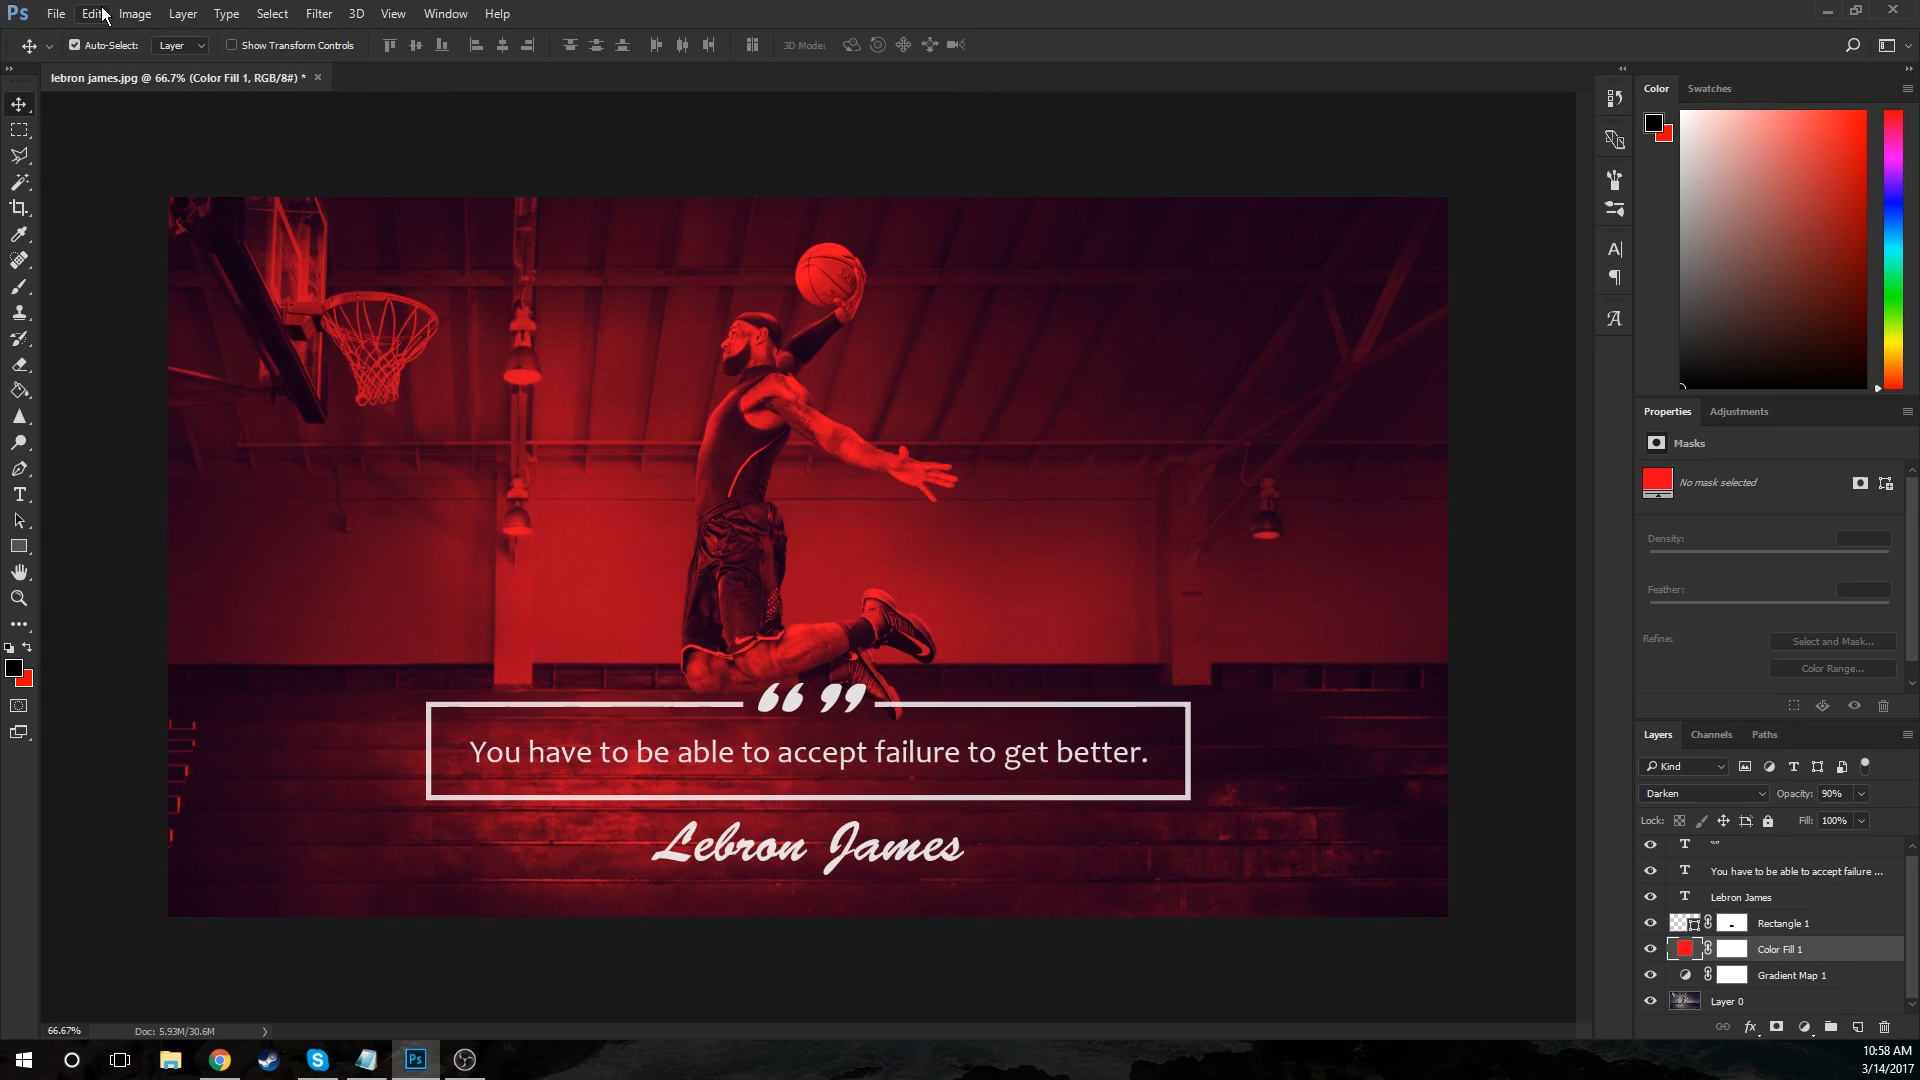 Ps File Edit Image Layer Type Select Filter 3D View Window Help
Auto-Select: Layer Show Transform Controls 3D Mode:
lebron james.jpg @ 66.7% (Color Fill 1, RGB/8#) * ×
“ ”
You have to be able to accept failure to get better.
Lebron James
66.67% Doc: 5.93M/30.6M
Color Swatches
Properties Adjustments
Masks
No mask selected
Density:
Feather:
Refine: Select and Mask...
Color Range...
Layers Channels Paths
Kind
Darken Opacity: 90%
Lock: Fill: 100%
T “”
T You have to be able to accept failure ...
T Lebron James
Rectangle 1
Color Fill 1
Gradient Map 1
Layer 0
fx
Ps
10:58 AM
3/14/2017